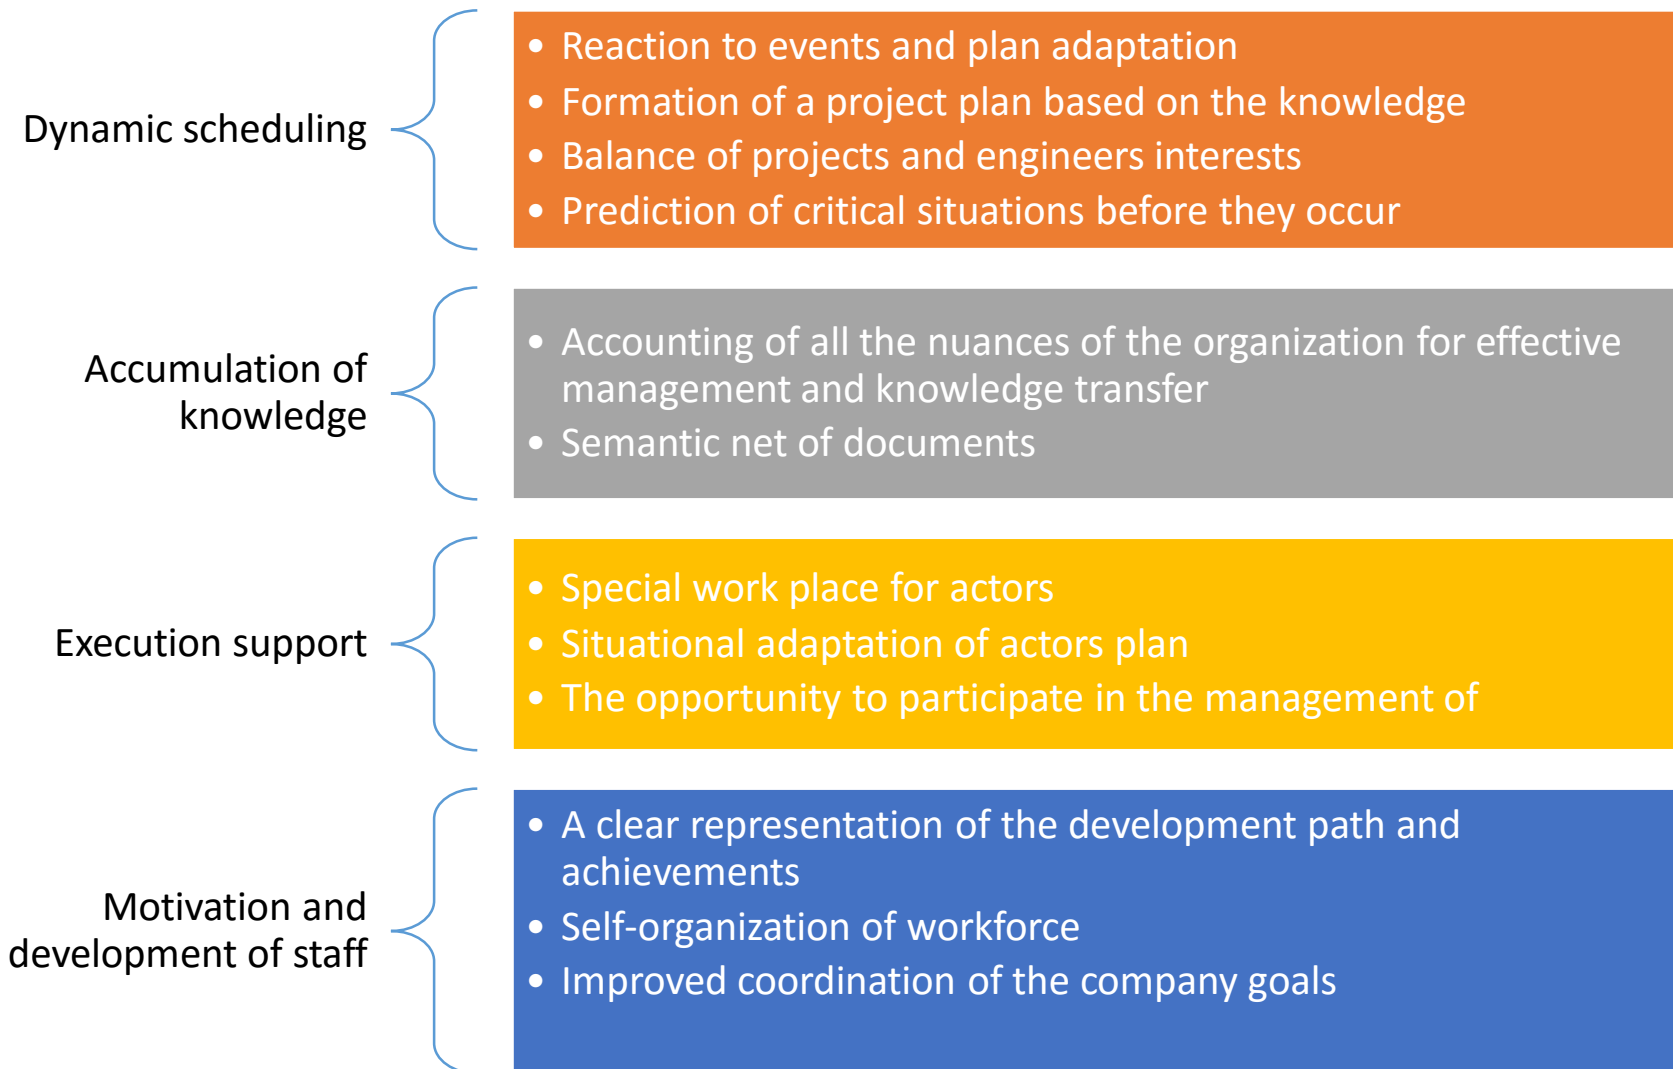 Dynamic scheduling
• Reaction to events and plan adaptation
• Formation of a project plan based on the knowledge
• Balance of projects and engineers interests
• Prediction of critical situations before they occur
Accumulation of
knowledge
• Accounting of all the nuances of the organization for effective
management and knowledge transfer
• Semantic net of documents
Execution support
• Special work place for actors
• Situational adaptation of actors plan
• The opportunity to participate in the management of
Motivation and
development of staff
• A clear representation of the development path and
achievements
• Self-organization of workforce
• Improved coordination of the company goals